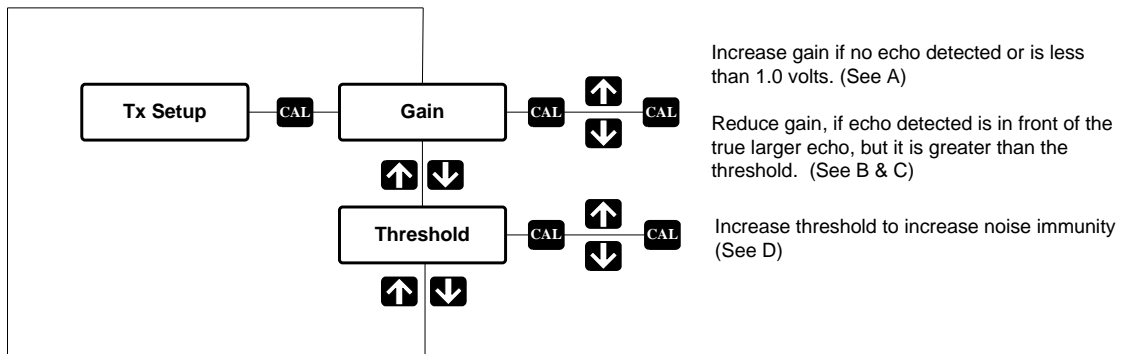 Increase gain if no echo detected or is less
than 1.0 volts. (See A)
Tx Setup CAL Gain CAL CAL
Reduce gain, if echo detected is in front of the
true larger echo, but it is greater than the
threshold. (See B & C)
Threshold CAL CAL
Increase threshold to increase noise immunity
(See D)